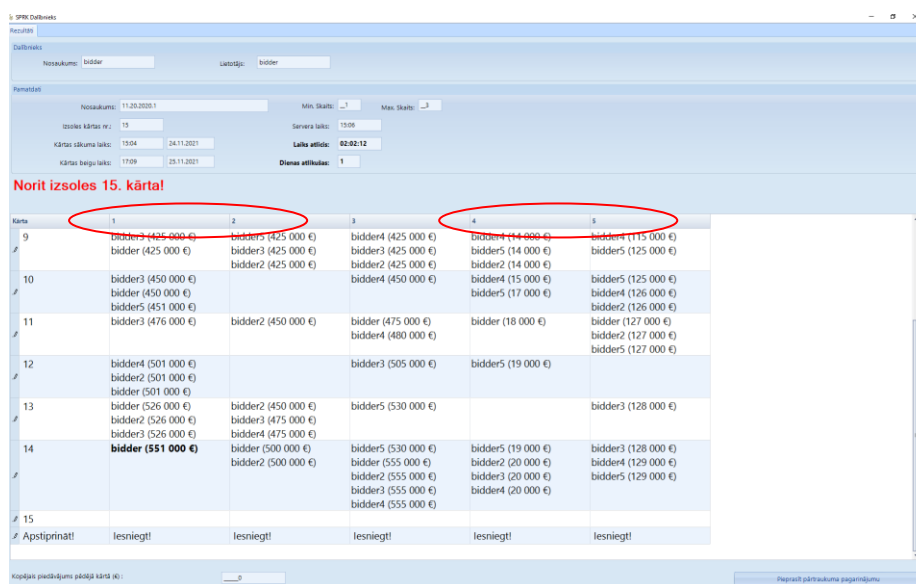 SPRK Dalībnieks
Rezultāti
Dalībnieks
Nosaukums: bidder Lietotājs: bidder
Pamatdati
Nosaukums: 11.20.2020.1 Min. Skaits: __1 Max. Skaits: __3
Izsoles kārtas nr.: 15 Servera laiks: 15:06
Kārtas sākuma laiks: 15:04 24.11.2021 Laiks atlicis: 02:02:12
Kārtas beigu laiks: 17:09 25.11.2021 Dienas atlikušas: 1
Norit izsoles 15. kārta!
Kārta 1 2 3 4 5
9 bidder3 (425 000 €) bidder5 (425 000 €) bidder4 (425 000 €) bidder4 (14 000 €) bidder4 (115 000 €)
bidder (425 000 €) bidder3 (425 000 €) bidder3 (425 000 €) bidder5 (14 000 €) bidder5 (125 000 €)
bidder2 (425 000 €) bidder2 (425 000 €) bidder2 (14 000 €)
10 bidder3 (450 000 €) bidder4 (450 000 €) bidder4 (15 000 €) bidder5 (125 000 €)
bidder (450 000 €) bidder5 (17 000 €) bidder4 (126 000 €)
bidder5 (451 000 €) bidder2 (126 000 €)
11 bidder3 (476 000 €) bidder2 (450 000 €) bidder (475 000 €) bidder (18 000 €) bidder (127 000 €)
bidder4 (480 000 €) bidder2 (127 000 €)
bidder5 (127 000 €)
12 bidder4 (501 000 €) bidder3 (505 000 €) bidder5 (19 000 €)
bidder2 (501 000 €)
bidder (501 000 €)
13 bidder (526 000 €) bidder2 (450 000 €) bidder5 (530 000 €) bidder3 (128 000 €)
bidder2 (526 000 €) bidder3 (475 000 €)
bidder3 (526 000 €) bidder4 (475 000 €)
14 bidder (551 000 €) bidder (500 000 €) bidder5 (530 000 €) bidder5 (19 000 €) bidder3 (128 000 €)
bidder2 (500 000 €) bidder (555 000 €) bidder2 (20 000 €) bidder4 (129 000 €)
bidder2 (555 000 €) bidder3 (20 000 €) bidder5 (129 000 €)
bidder3 (555 000 €) bidder4 (20 000 €)
bidder4 (555 000 €)
15
Apstiprināt! Iesniegt! Iesniegt! Iesniegt! Iesniegt! Iesniegt!
Kopējais piedāvājums pēdējā kārtā (€) : ____0 Pieprasīt pārtraukuma pagarinājumu